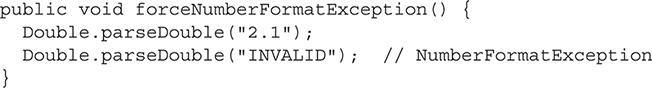 public void forceNumberFormatException() {
  Double.parseDouble("2.1");
  Double.parseDouble("INVALID");  // NumberFormatException
}